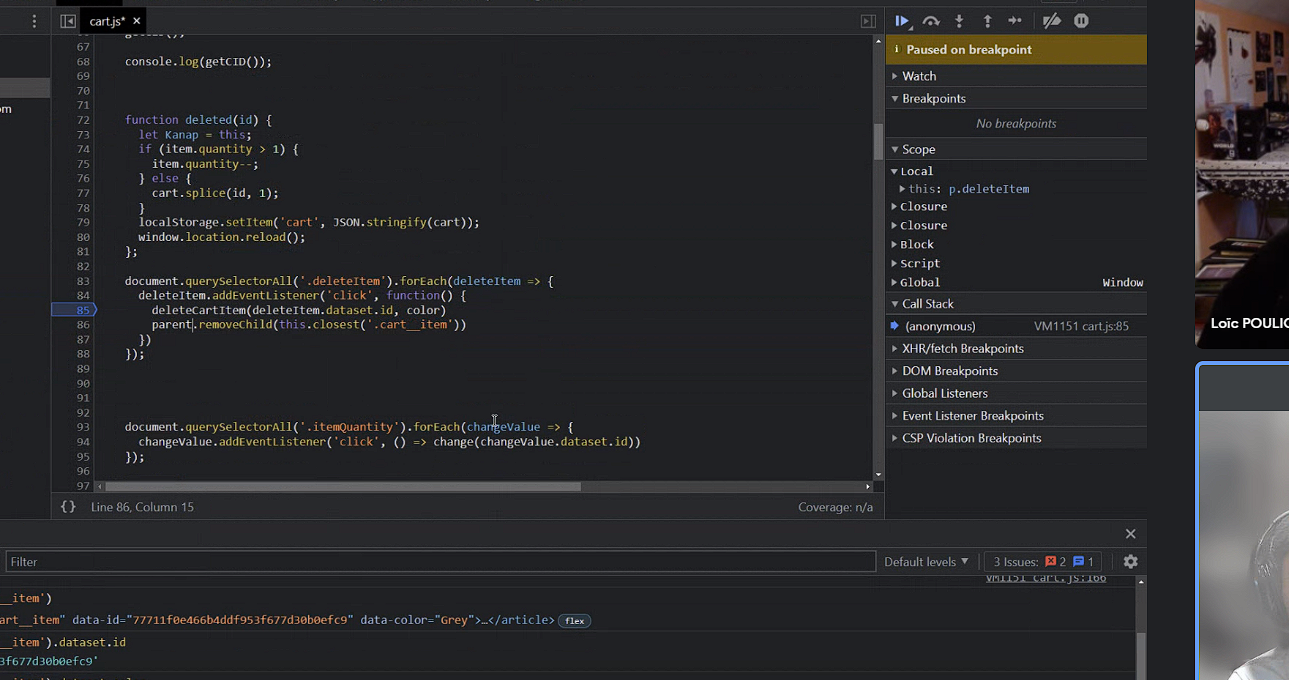 cart.js* ×
67
68 console.log(getCID());
69
70
71
72 function deleted(id) {
73 let Kanap = this;
74 if (item.quantity > 1) {
75 item.quantity--;
76 } else {
77 cart.splice(id, 1);
78 }
79 localStorage.setItem('cart', JSON.stringify(cart));
80 window.location.reload();
81 };
82
83 document.querySelectorAll('.deleteItem').forEach(deleteItem => {
84 deleteItem.addEventListener('click', function() {
85 deleteCartItem(deleteItem.dataset.id, color)
86 parent.removeChild(this.closest('.cart__item'))
87 })
88 });
89
90
91
92
93 document.querySelectorAll('.itemQuantity').forEach(changeValue => {
94 changeValue.addEventListener('click', () => change(changeValue.dataset.id))
95 });
96
97
{} Line 86, Column 15 Coverage: n/a
om
Paused on breakpoint
Watch
Breakpoints
No breakpoints
Scope
Local
this: p.deleteItem
Closure
Closure
Block
Script
Global Window
Call Stack
(anonymous) VM1151 cart.js:85
XHR/fetch Breakpoints
DOM Breakpoints
Global Listeners
Event Listener Breakpoints
CSP Violation Breakpoints
Loïc POULIO
Filter Default levels ▼ 3 Issues: 2 1
VM1151 cart.js:166
__item')
art__item" data-id="77711f0e466b4ddf953f677d30b0efc9" data-color="Grey">…</article> flex
__item').dataset.id
3f677d30b0efc9'